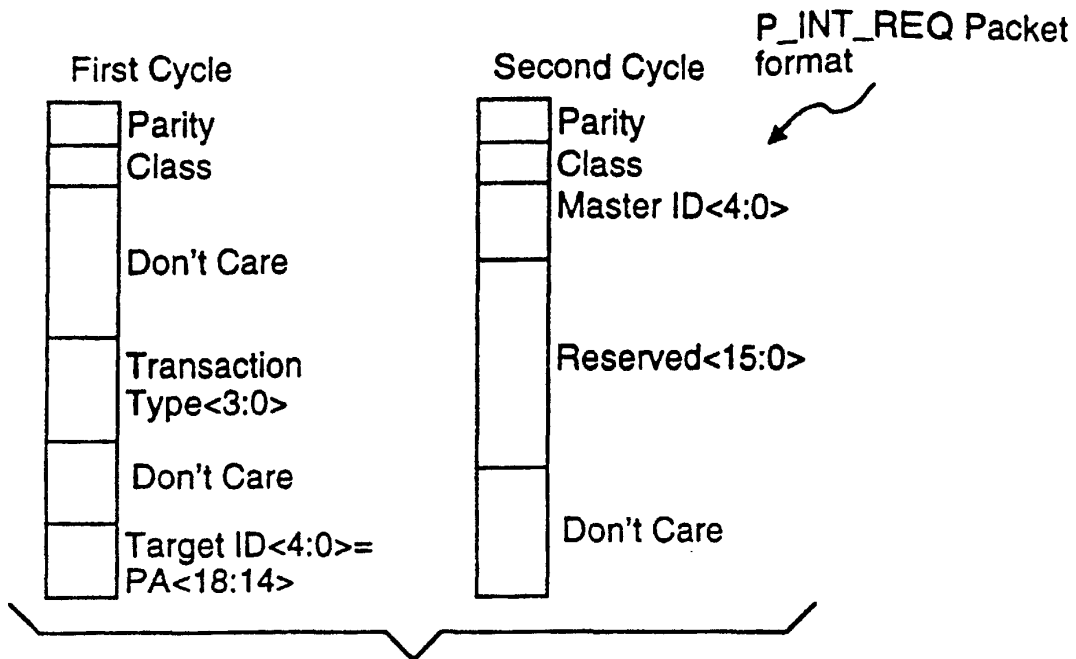 P_INT_REQ Packet
format
First Cycle
Parity
Class
Don't Care
Transaction
Type<3:0>
Don't Care
Target ID<4:0>=
PA<18:14>
Second Cycle
Parity
Class
Master ID<4:0>
Reserved<15:0>
Don't Care